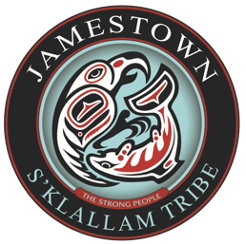 JAMESTOWN
THE STRONG PEOPLE
S'KLALLAM TRIBE